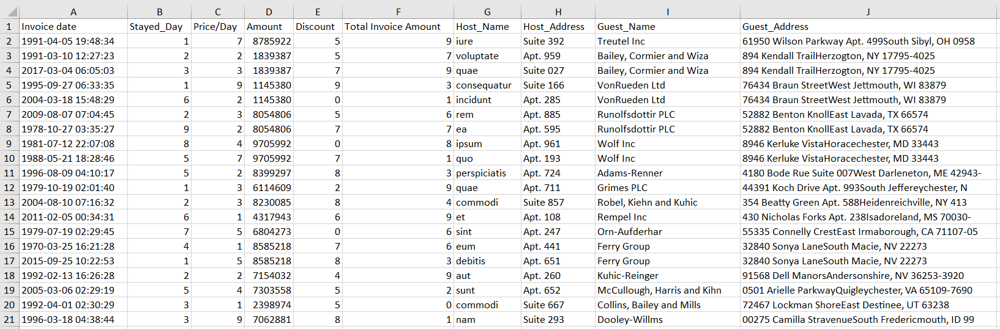 A B C D E F G H I J
1 Invoice date Stayed_Day Price/Day Amount Discount Total Invoice Amount Host_Name Host_Address Guest_Name Guest_Address
2 1991-04-05 19:48:34 1 7 8785922 5 9 iure Suite 392 Treutel Inc 61950 Wilson Parkway Apt. 499South Sibyl, OH 0958
3 1991-03-10 12:27:23 2 2 1839387 5 7 voluptate Apt. 959 Bailey, Cormier and Wiza 894 Kendall TrailHerzogton, NY 17795-4025
4 2017-03-04 06:05:03 3 3 1839387 7 9 quae Suite 027 Bailey, Cormier and Wiza 894 Kendall TrailHerzogton, NY 17795-4025
5 1995-09-27 06:33:35 1 9 1145380 9 3 consequatur Suite 166 VonRueden Ltd 76434 Braun StreetWest Jettmouth, WI 83879
6 2004-03-18 15:48:29 6 2 1145380 0 1 incidunt Apt. 285 VonRueden Ltd 76434 Braun StreetWest Jettmouth, WI 83879
7 2009-08-07 07:04:45 2 3 8054806 5 6 rem Apt. 885 Runolfsdottir PLC 52882 Benton KnollEast Lavada, TX 66574
8 1978-10-27 03:35:27 9 2 8054806 7 7 ea Apt. 595 Runolfsdottir PLC 52882 Benton KnollEast Lavada, TX 66574
9 1981-07-12 22:07:08 8 4 9705992 0 8 ipsum Apt. 961 Wolf Inc 8946 Kerluke VistaHoracechester, MD 33443
10 1988-05-21 18:28:46 5 7 9705992 7 1 quo Apt. 193 Wolf Inc 8946 Kerluke VistaHoracechester, MD 33443
11 1996-08-09 04:10:17 5 2 8399297 8 3 perspiciatis Apt. 724 Adams-Renner 4180 Bode Rue Suite 007West Darleneton, ME 42943-
12 1979-10-19 02:01:40 1 3 6114609 2 9 quae Apt. 711 Grimes PLC 44391 Koch Drive Apt. 993South Jeffereychester, N
13 2004-08-10 07:16:32 2 3 8230085 8 4 commodi Suite 857 Robel, Kiehn and Kuhic 354 Beatty Green Apt. 588Heidenreichville, NY 413
14 2011-02-05 00:34:31 6 1 4317943 6 9 et Apt. 108 Rempel Inc 430 Nicholas Forks Apt. 238Isadoreland, MS 70030-
15 1979-07-19 02:29:45 7 5 6804273 0 6 sint Apt. 247 Orn-Aufderhar 55335 Connelly CrestEast Irmaborough, CA 71107-05
16 1970-03-25 16:21:28 4 1 8585218 7 6 eum Apt. 441 Ferry Group 32840 Sonya LaneSouth Macie, NV 22273
17 2015-09-25 10:22:53 1 5 8585218 8 3 debitis Apt. 651 Ferry Group 32840 Sonya LaneSouth Macie, NV 22273
18 1992-02-13 16:26:28 2 2 7154032 4 9 aut Apt. 260 Kuhic-Reinger 91568 Dell ManorsAndersonshire, NV 36253-3920
19 2005-03-06 02:29:19 5 4 7303558 5 2 sunt Apt. 652 McCullough, Harris and Kihn 0501 Arielle ParkwayQuigleychester, VA 65109-7690
20 1992-04-01 02:30:29 3 1 2398974 5 0 commodi Suite 667 Collins, Bailey and Mills 72467 Lockman ShoreEast Destinee, UT 63238
21 1996-03-18 04:38:44 3 9 7062881 8 1 nam Suite 293 Dooley-Willms 00275 Camilla StravenueSouth Fredericmouth, ID 99